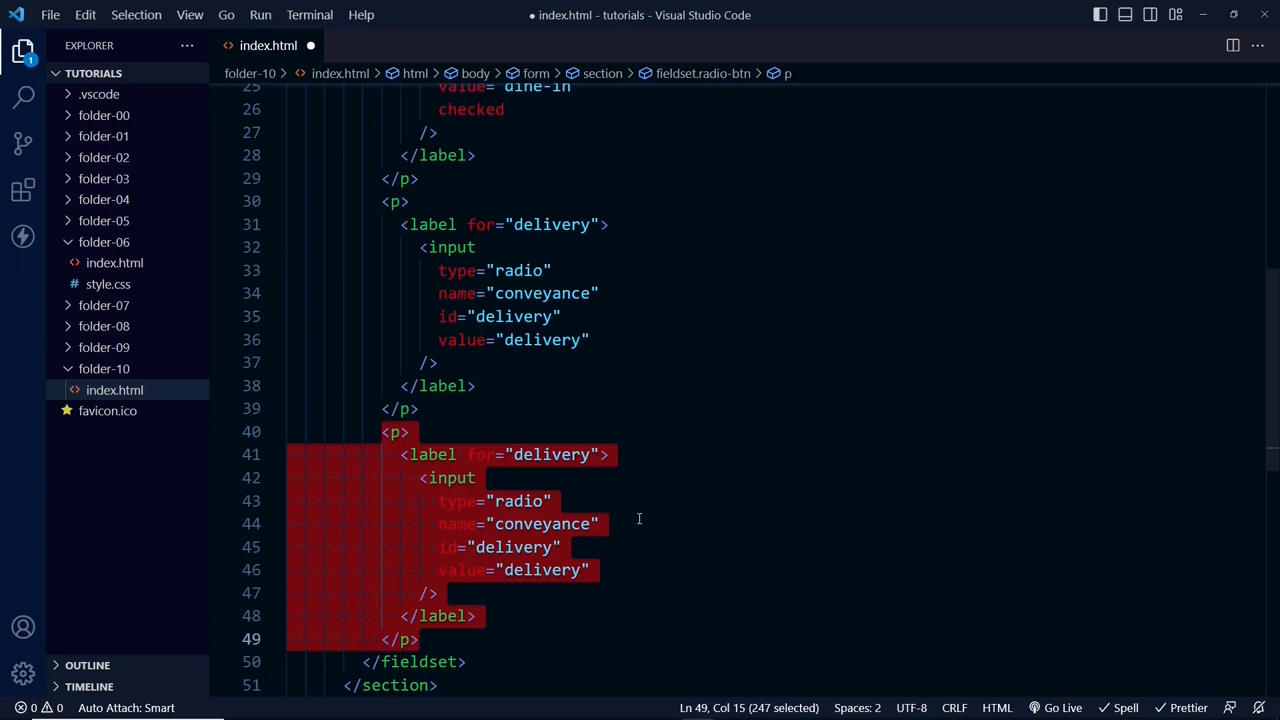 File Edit Selection View Go Run Terminal Help
● index.html - tutorials - Visual Studio Code
EXPLORER
index.html
TUTORIALS
folder-10 > index.html > html > body > form > section > fieldset.radio-btn > p
.vscode
folder-00
folder-01
folder-02
folder-03
folder-04
folder-05
folder-06
index.html
style.css
folder-07
folder-08
folder-09
folder-10
index.html
favicon.ico
OUTLINE
TIMELINE
1
25 value="dine-in
26 checked
27 />
28 </label>
29 </p>
30 <p>
31 <label for="delivery">
32 <input
33 type="radio"
34 name="conveyance"
35 id="delivery"
36 value="delivery"
37 />
38 </label>
39 </p>
40 <p>
41 <label for="delivery">
42 <input
43 type="radio"
44 name="conveyance"
45 id="delivery"
46 value="delivery"
47 />
48 </label>
49 </p>
50 </fieldset>
51 </section>
0 0 Auto Attach: Smart Ln 49, Col 15 (247 selected) Spaces: 2 UTF-8 CRLF HTML Go Live Spell Prettier